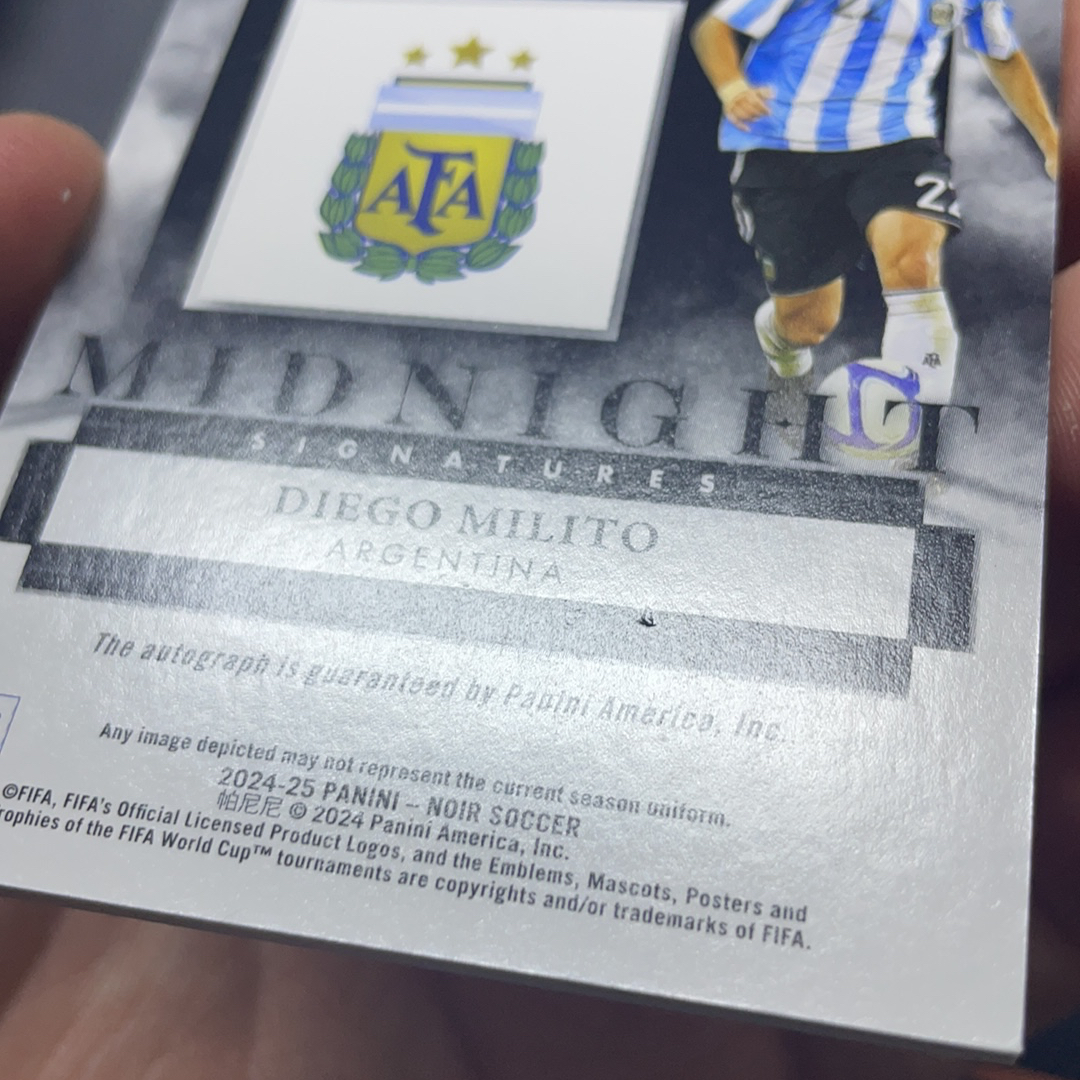 AFA
22
AFA
MIDNIGHT
SIGNATURES
DIEGO MILITO
ARGENTINA
The autograph is guaranteed by Panini America, Inc.
Any image depicted may not represent the current season uniform.
2024-25 PANINI – NOIR SOCCER
帕尼尼 © 2024 Panini America, Inc.
©FIFA, FIFA's Official Licensed Product Logos, and the Emblems, Mascots, Posters and
rophies of the FIFA World Cup™ tournaments are copyrights and/or trademarks of FIFA.